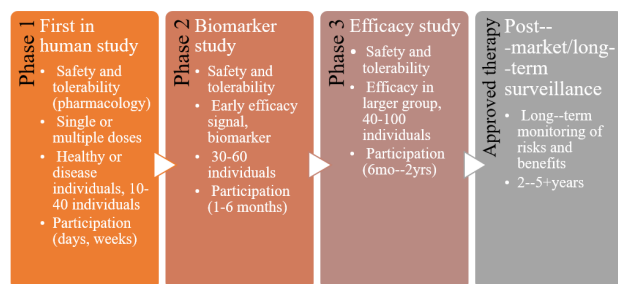 Phase 1
First in
human study
• Safety and
tolerability
(pharmacology)
• Single or
multiple doses
• Healthy or
disease
individuals, 10-
40 individuals
• Participation
(days, weeks)
Phase 2
Biomarker
study
• Safety and
tolerability
• Early efficacy
signal,
biomarker
• 30-60
individuals
• Participation
(1-6 months)
Phase 3
Efficacy study
• Safety and
tolerability
• Efficacy in
larger group,
40-100
individuals
• Participation
(6mo--2yrs)
Approved therapy
Post--
-market/long-
-term
surveillance
• Long--term
monitoring of
risks and
benefits
• 2--5+years